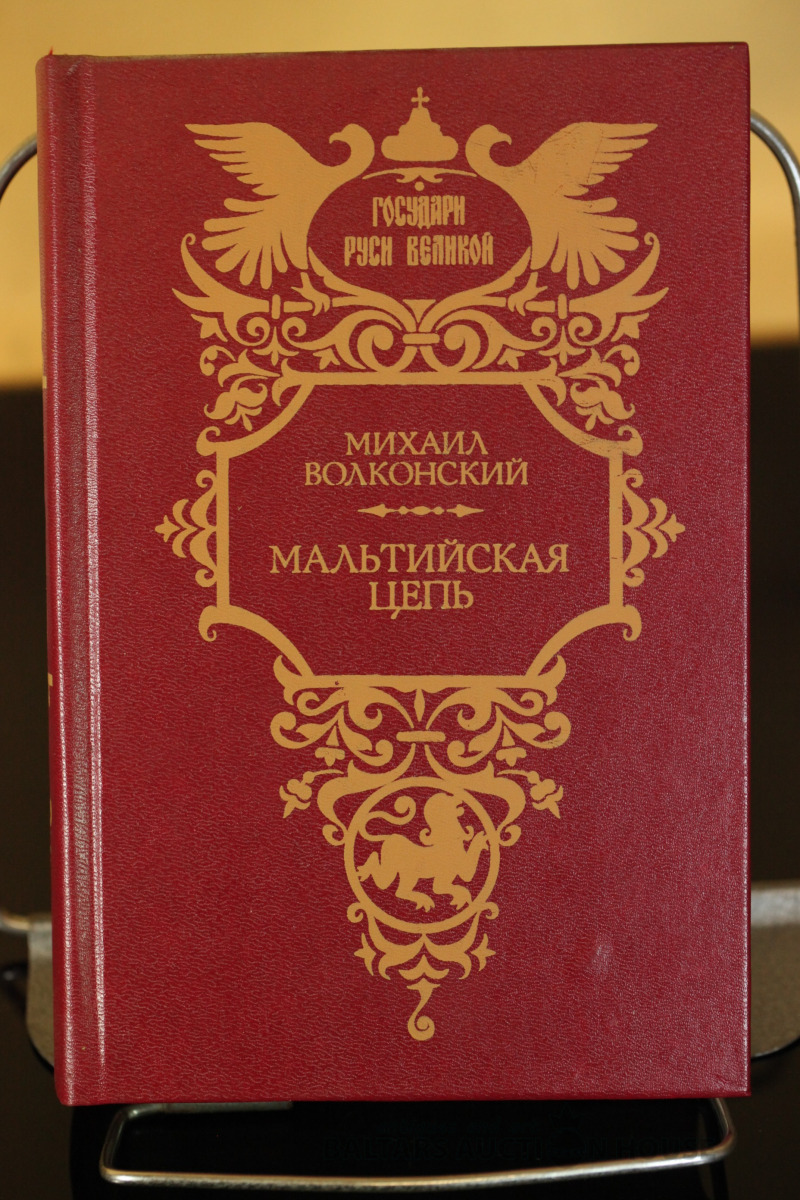 ГОСУДАРИ
РУСИ ВЕЛИКОЙ
МИХАИЛ
ВОЛКОНСКИЙ
МАЛЬТИЙСКАЯ
ЦЕПЬ